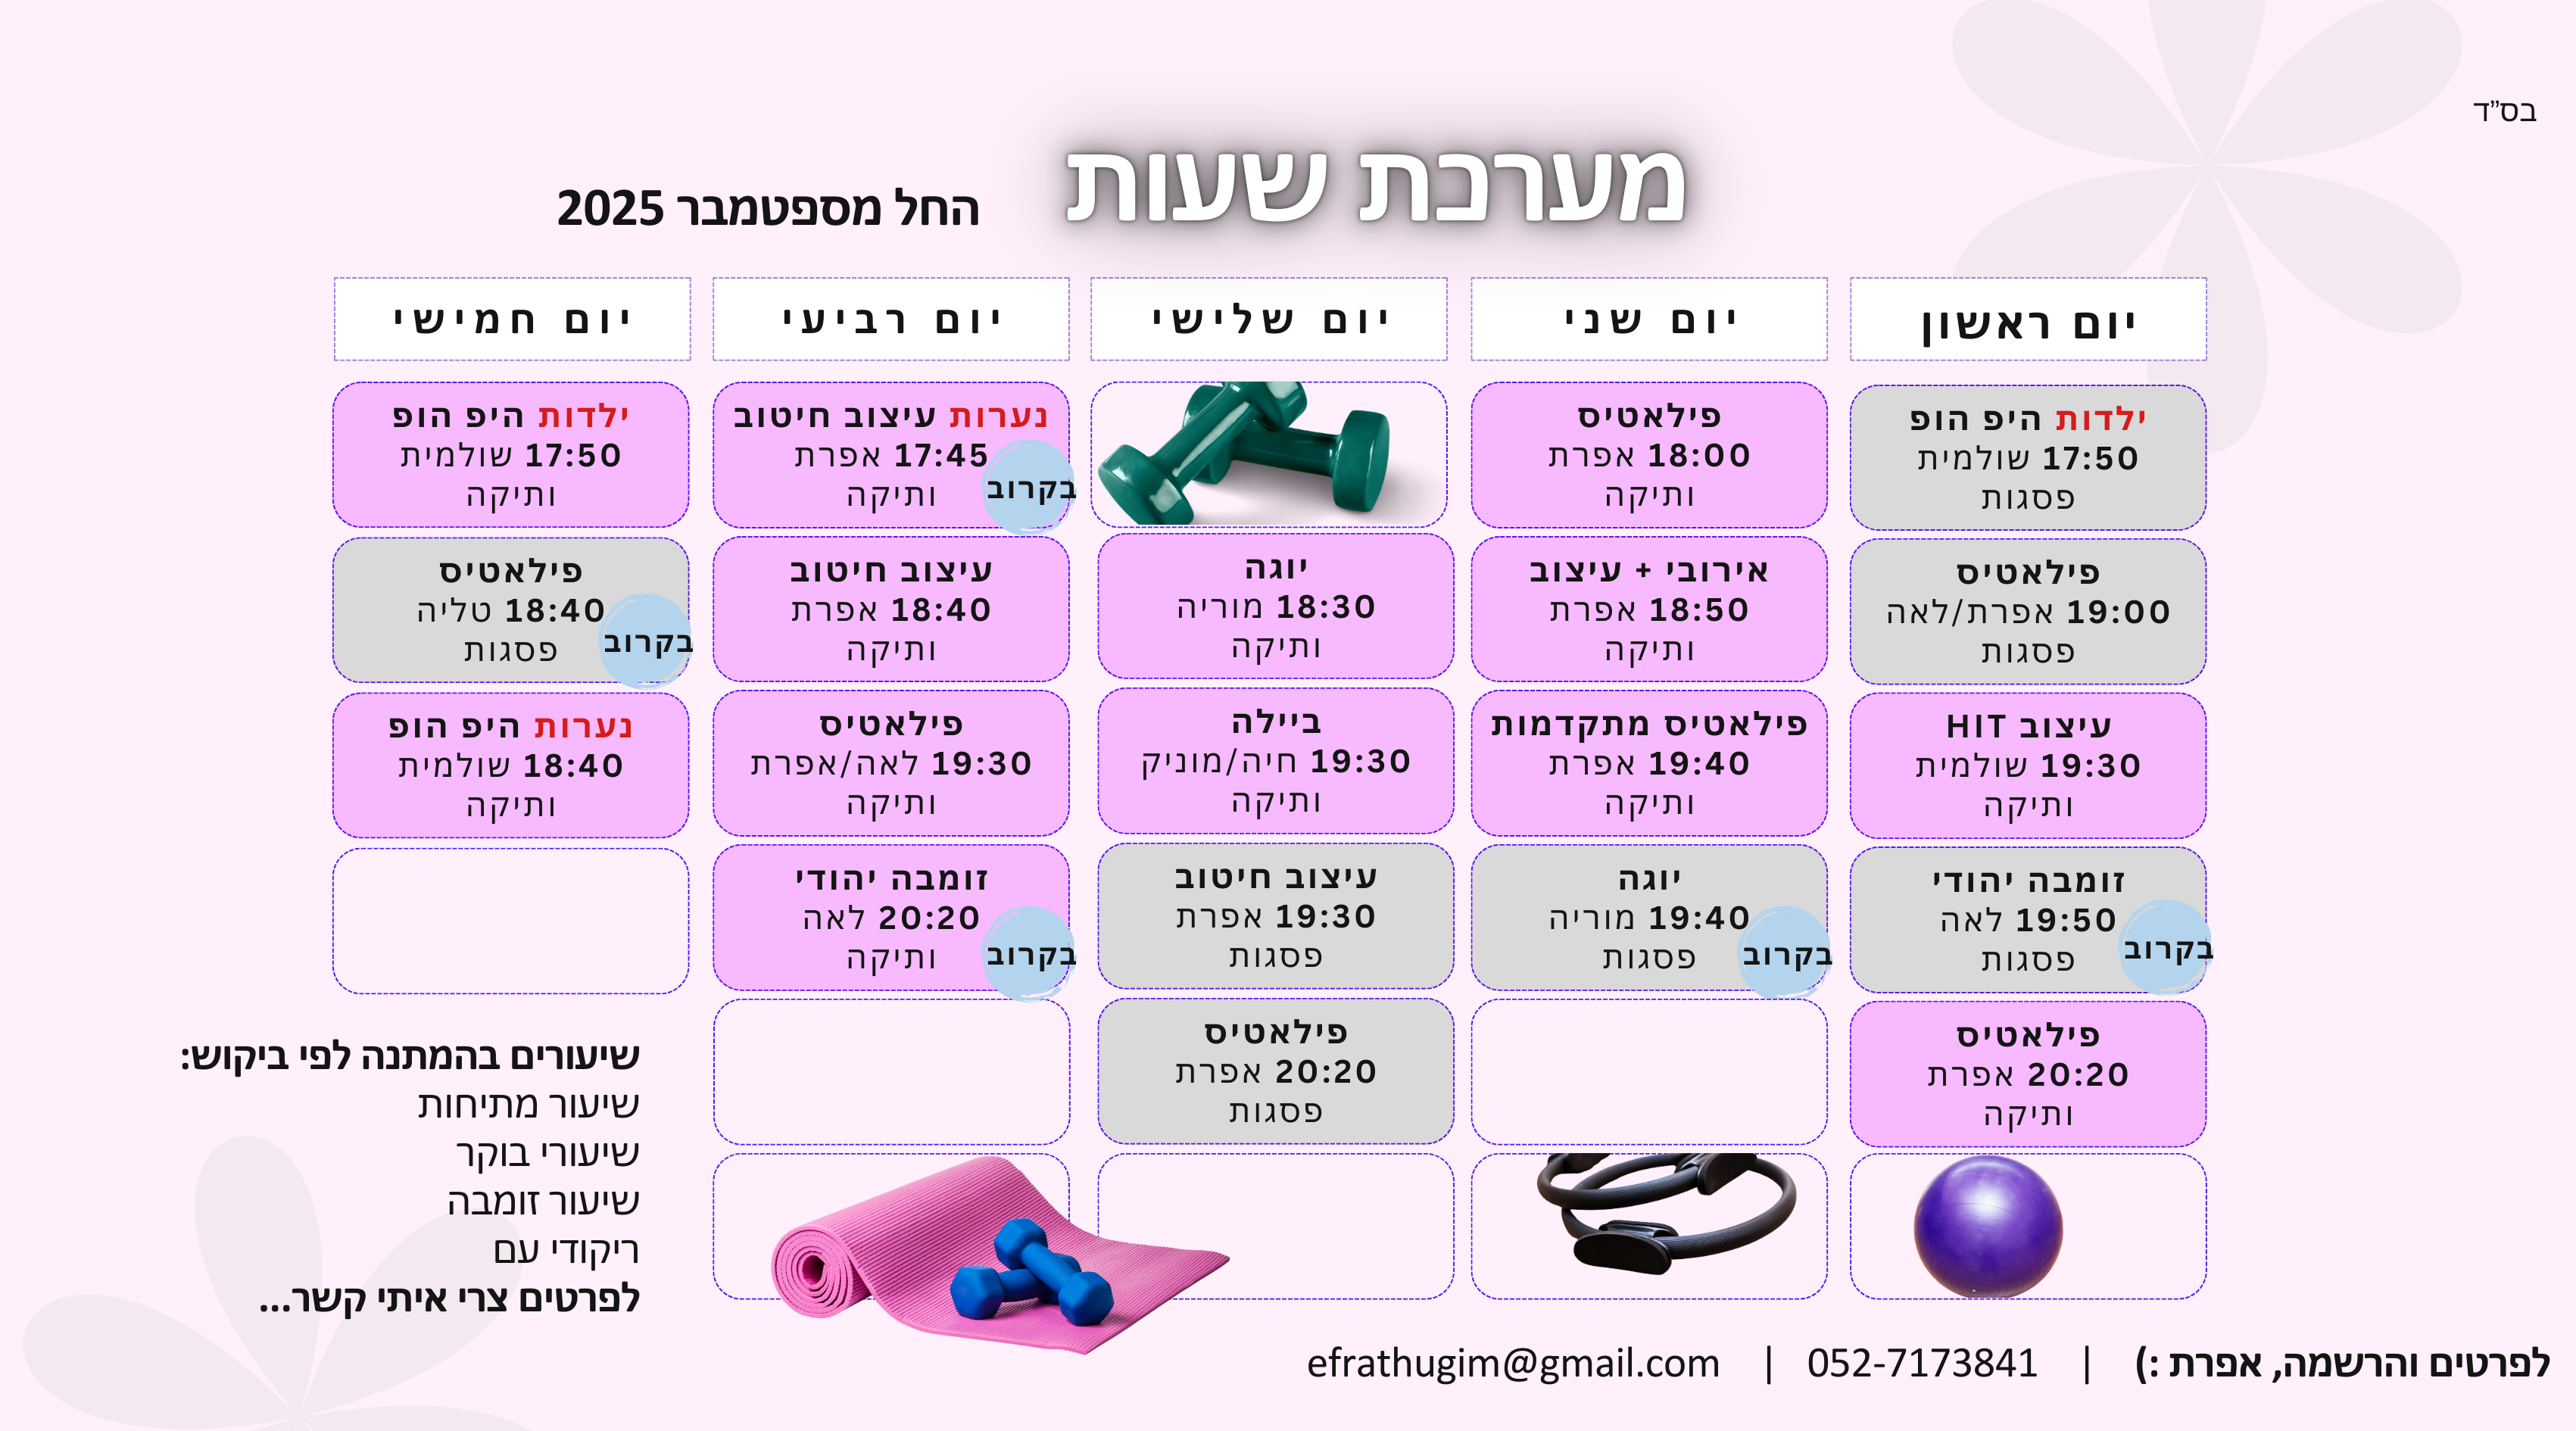 בס"ד
מערכת שעות
החל מספטמבר 2025
יום ראשון
ילדות היפ הופ
17:50 שולמית
פסגות
פילאטיס
19:00 אפרת/לאה
פסגות
עיצוב HIT
19:30 שולמית
ותיקה
זומבה יהודי
19:50 לאה
פסגות
בקרוב
פילאטיס
20:20 אפרת
ותיקה
יום שני
פילאטיס
18:00 אפרת
ותיקה
אירובי + עיצוב
18:50 אפרת
ותיקה
פילאטיס מתקדמות
19:40 אפרת
ותיקה
יוגה
19:40 מוריה
פסגות
בקרוב
יום שלישי
יוגה
18:30 מוריה
ותיקה
ביילה
19:30 חיה/מוניק
ותיקה
עיצוב חיטוב
19:30 אפרת
פסגות
פילאטיס
20:20 אפרת
פסגות
יום רביעי
נערות עיצוב חיטוב
17:45 אפרת
ותיקה
בקרוב
עיצוב חיטוב
18:40 אפרת
ותיקה
פילאטיס
19:30 לאה/אפרת
ותיקה
זומבה יהודי
20:20 לאה
ותיקה
בקרוב
יום חמישי
ילדות היפ הופ
17:50 שולמית
ותיקה
פילאטיס
18:40 טליה
פסגות
בקרוב
נערות היפ הופ
18:40 שולמית
ותיקה
שיעורים בהמתנה לפי ביקוש:
שיעור מתיחות
שיעורי בוקר
שיעור זומבה
ריקודי עם
לפרטים צרי איתי קשר...
לפרטים והרשמה, אפרת :) | 052-7173841 | efrathugim@gmail.com